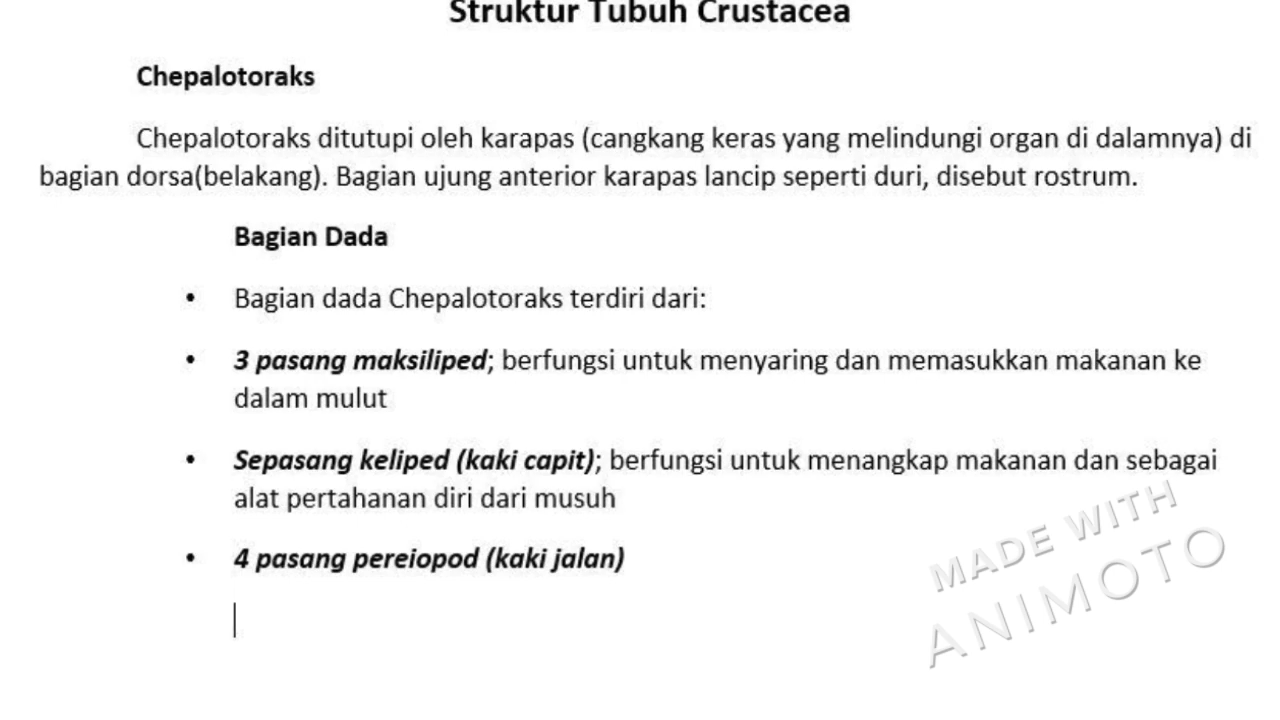 Struktur Tubuh Crustacea
Chepalotoraks
Chepalotoraks ditutupi oleh karapas (cangkang keras yang melindungi organ di dalamnya) di
bagian dorsa(belakang). Bagian ujung anterior karapas lancip seperti duri, disebut rostrum.
Bagian Dada
• Bagian dada Chepalotoraks terdiri dari:
• 3 pasang maksiliped; berfungsi untuk menyaring dan memasukkan makanan ke
dalam mulut
• Sepasang keliped (kaki capit); berfungsi untuk menangkap makanan dan sebagai
alat pertahanan diri dari musuh
• 4 pasang pereiopod (kaki jalan)
MADE WITH
ANIMOTO